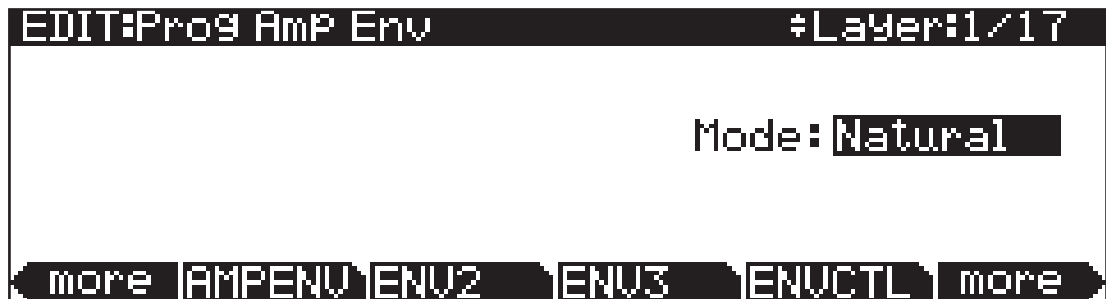 EDIT:Prog Amp Env ÷Layer:1/17
Mode:Natural
more AMPENV ENV2 ENV3 ENVCTL more